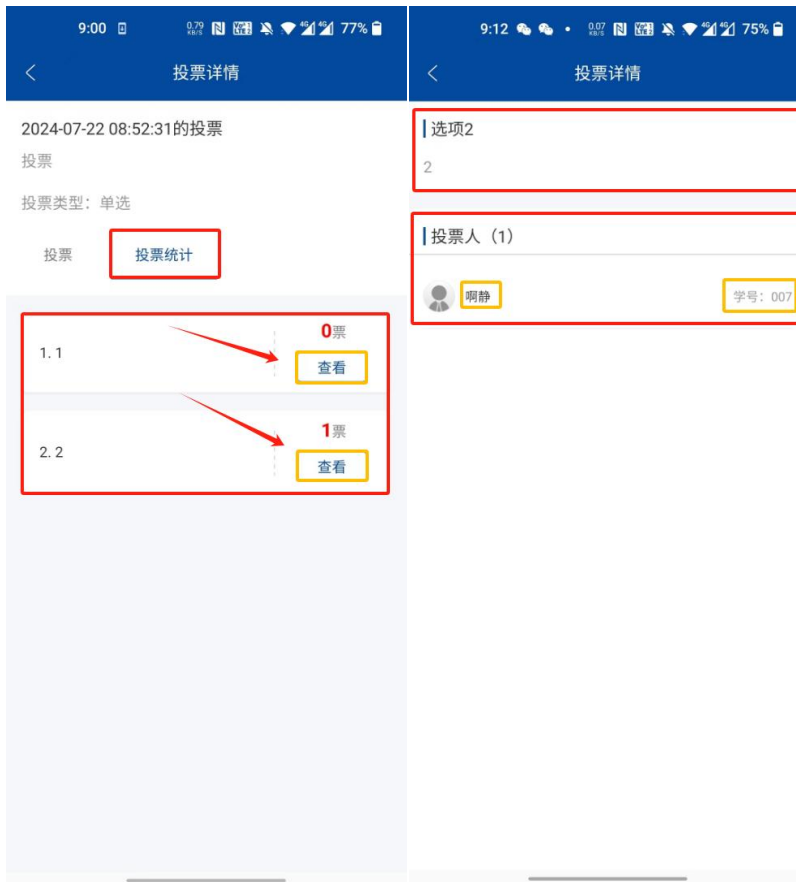 9:00 0.79 KB/S 77%
投票详情
2024-07-22 08:52:31的投票
投票
投票类型：单选
投票 投票统计
0票
1. 1
查看
1票
2. 2
查看
9:12 0.07 KB/S 75%
投票详情
选项2
2
投票人（1）
啊静 学号：007